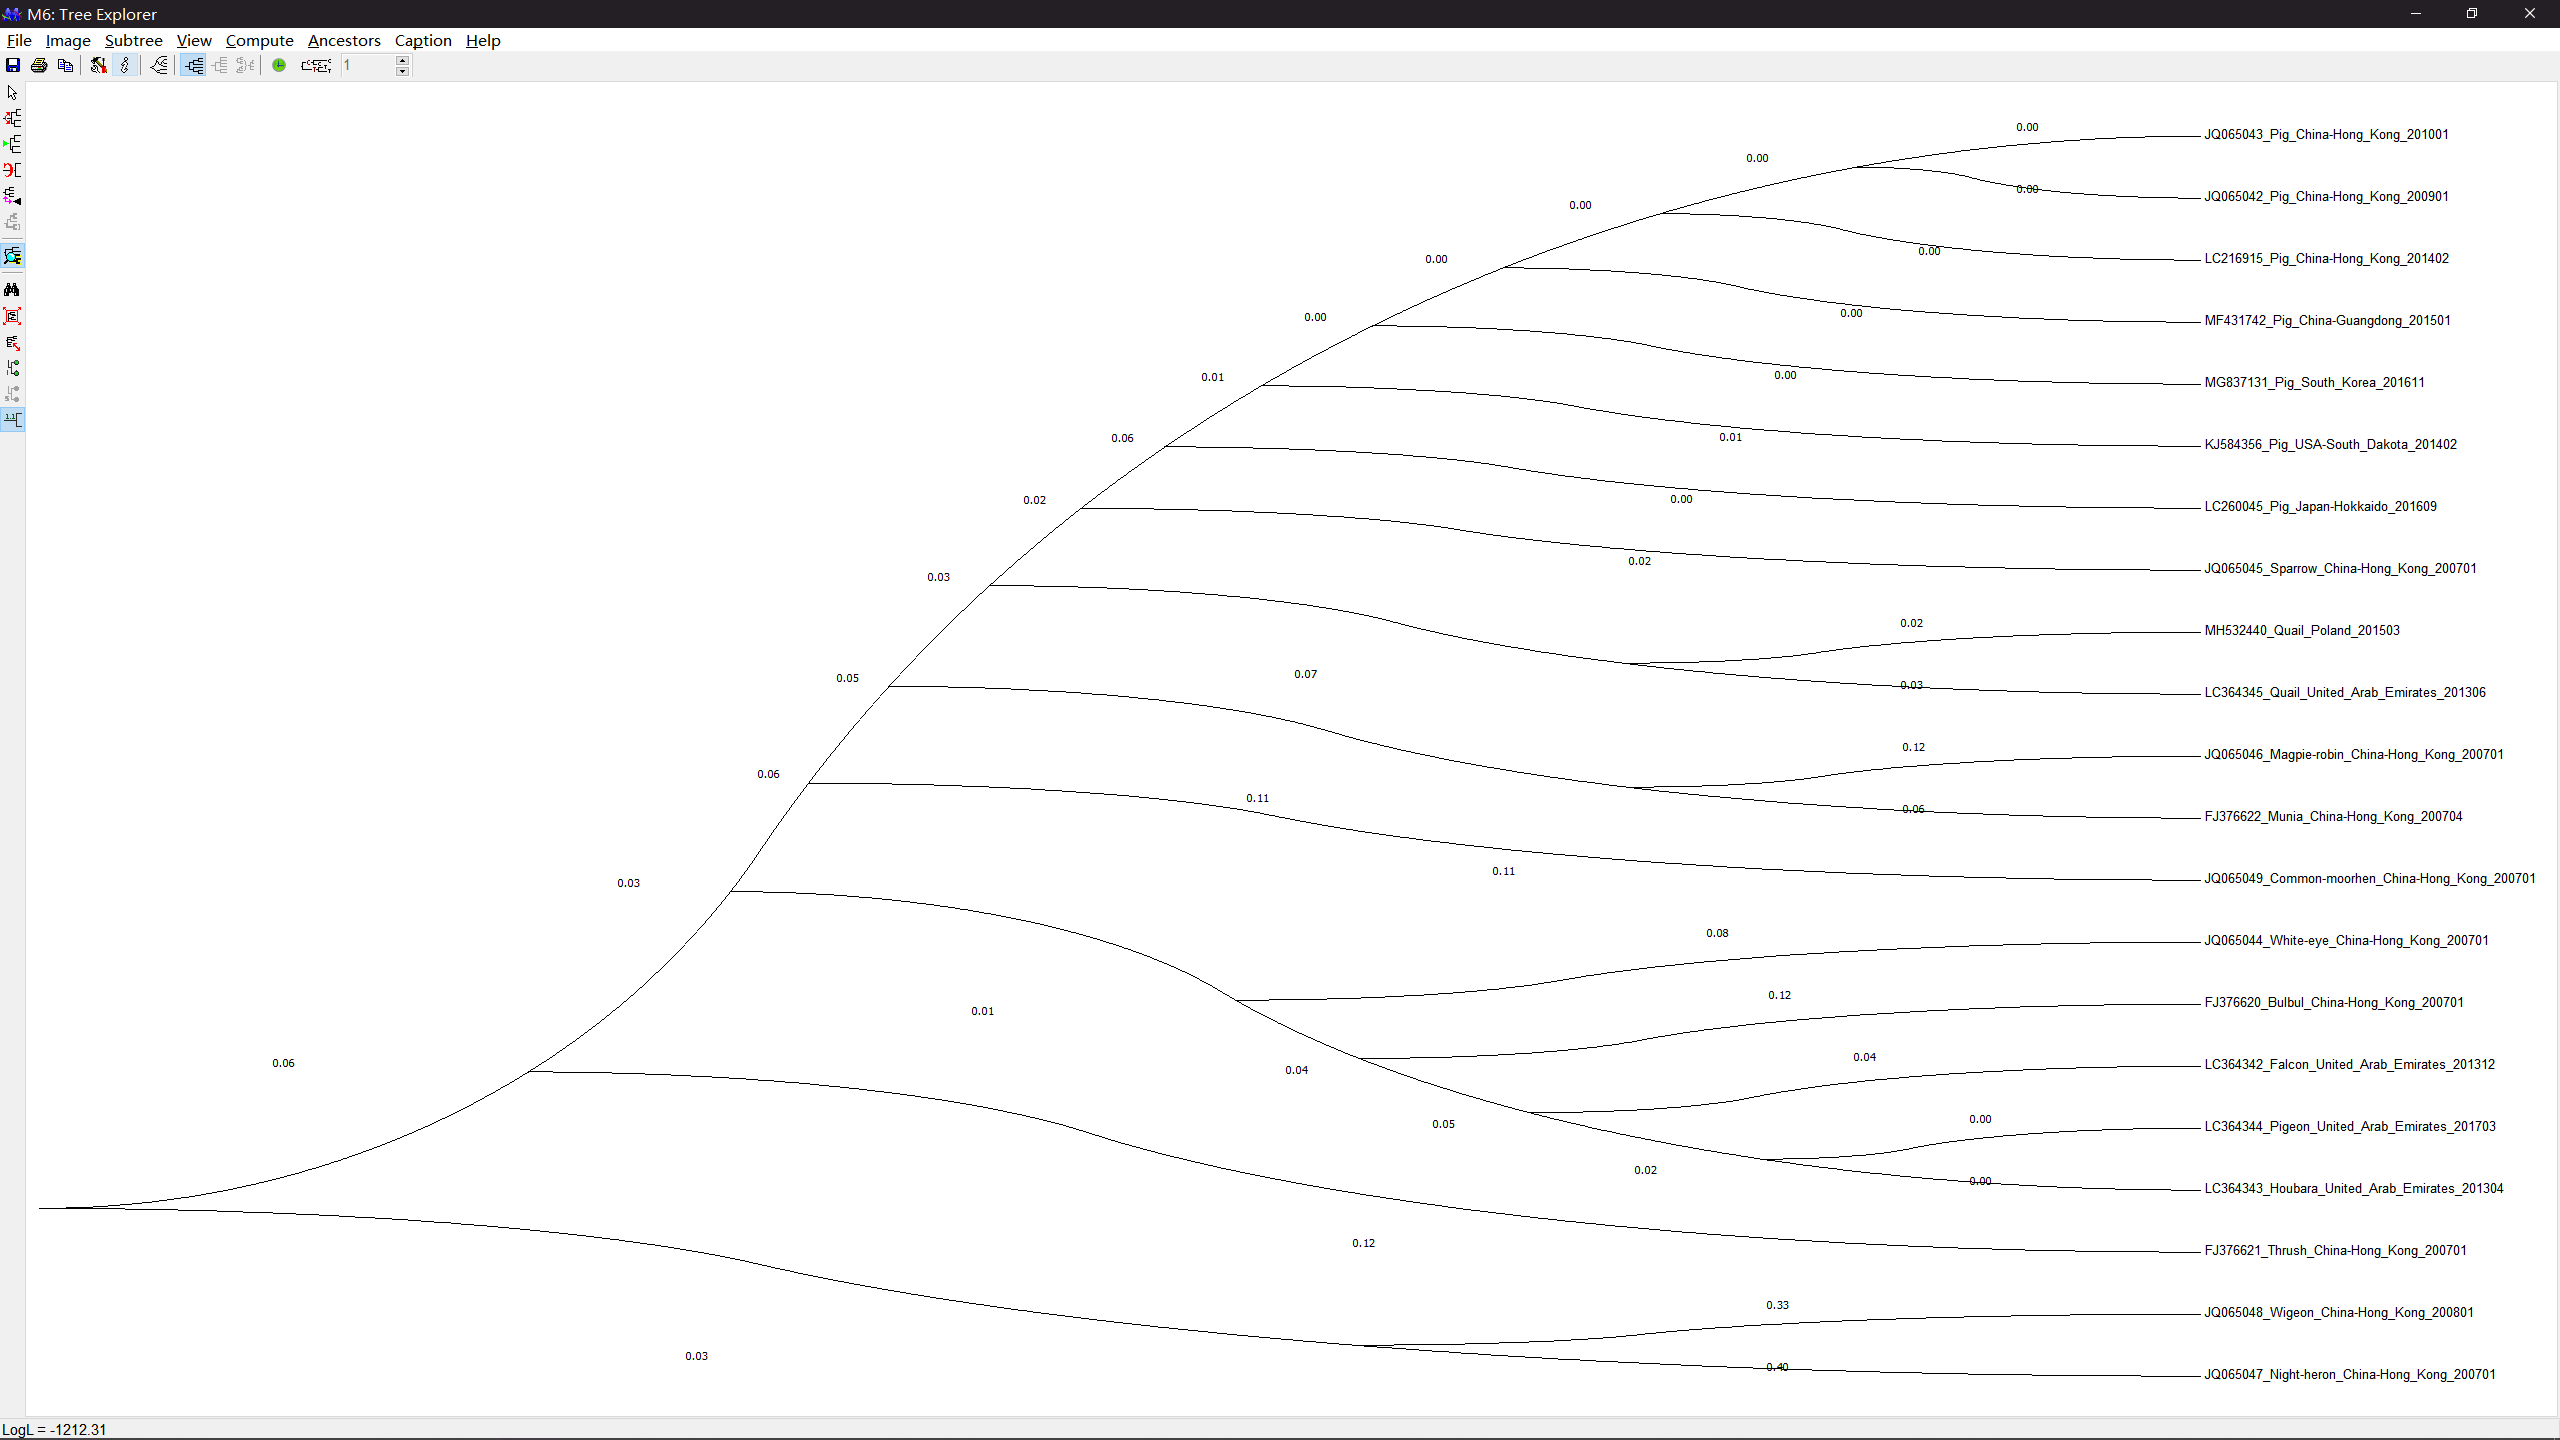 M6: Tree Explorer
File Image Subtree View Compute Ancestors Caption Help
1
0.00
JQ065043_Pig_China-Hong_Kong_201001
0.00
0.00
JQ065042_Pig_China-Hong_Kong_200901
0.00
0.00
LC216915_Pig_China-Hong_Kong_201402
0.00
0.00
MF431742_Pig_China-Guangdong_201501
0.00
0.00
MG837131_Pig_South_Korea_201611
0.01
0.01
KJ584356_Pig_USA-South_Dakota_201402
0.06
0.00
LC260045_Pig_Japan-Hokkaido_201609
0.02
0.02
JQ065045_Sparrow_China-Hong_Kong_200701
0.03
0.02
MH532440_Quail_Poland_201503
0.07
0.03
LC364345_Quail_United_Arab_Emirates_201306
0.05
0.12
JQ065046_Magpie-robin_China-Hong_Kong_200701
0.11
0.06
FJ376622_Munia_China-Hong_Kong_200704
0.06
0.11
JQ065049_Common-moorhen_China-Hong_Kong_200701
0.03
0.08
JQ065044_White-eye_China-Hong_Kong_200701
0.01
0.12
FJ376620_Bulbul_China-Hong_Kong_200701
0.06
0.04
0.04
LC364342_Falcon_United_Arab_Emirates_201312
0.05
0.00
LC364344_Pigeon_United_Arab_Emirates_201703
0.02
0.00
LC364343_Houbara_United_Arab_Emirates_201304
0.12
FJ376621_Thrush_China-Hong_Kong_200701
0.33
JQ065048_Wigeon_China-Hong_Kong_200801
0.03
0.40
JQ065047_Night-heron_China-Hong_Kong_200701
LogL = -1212.31